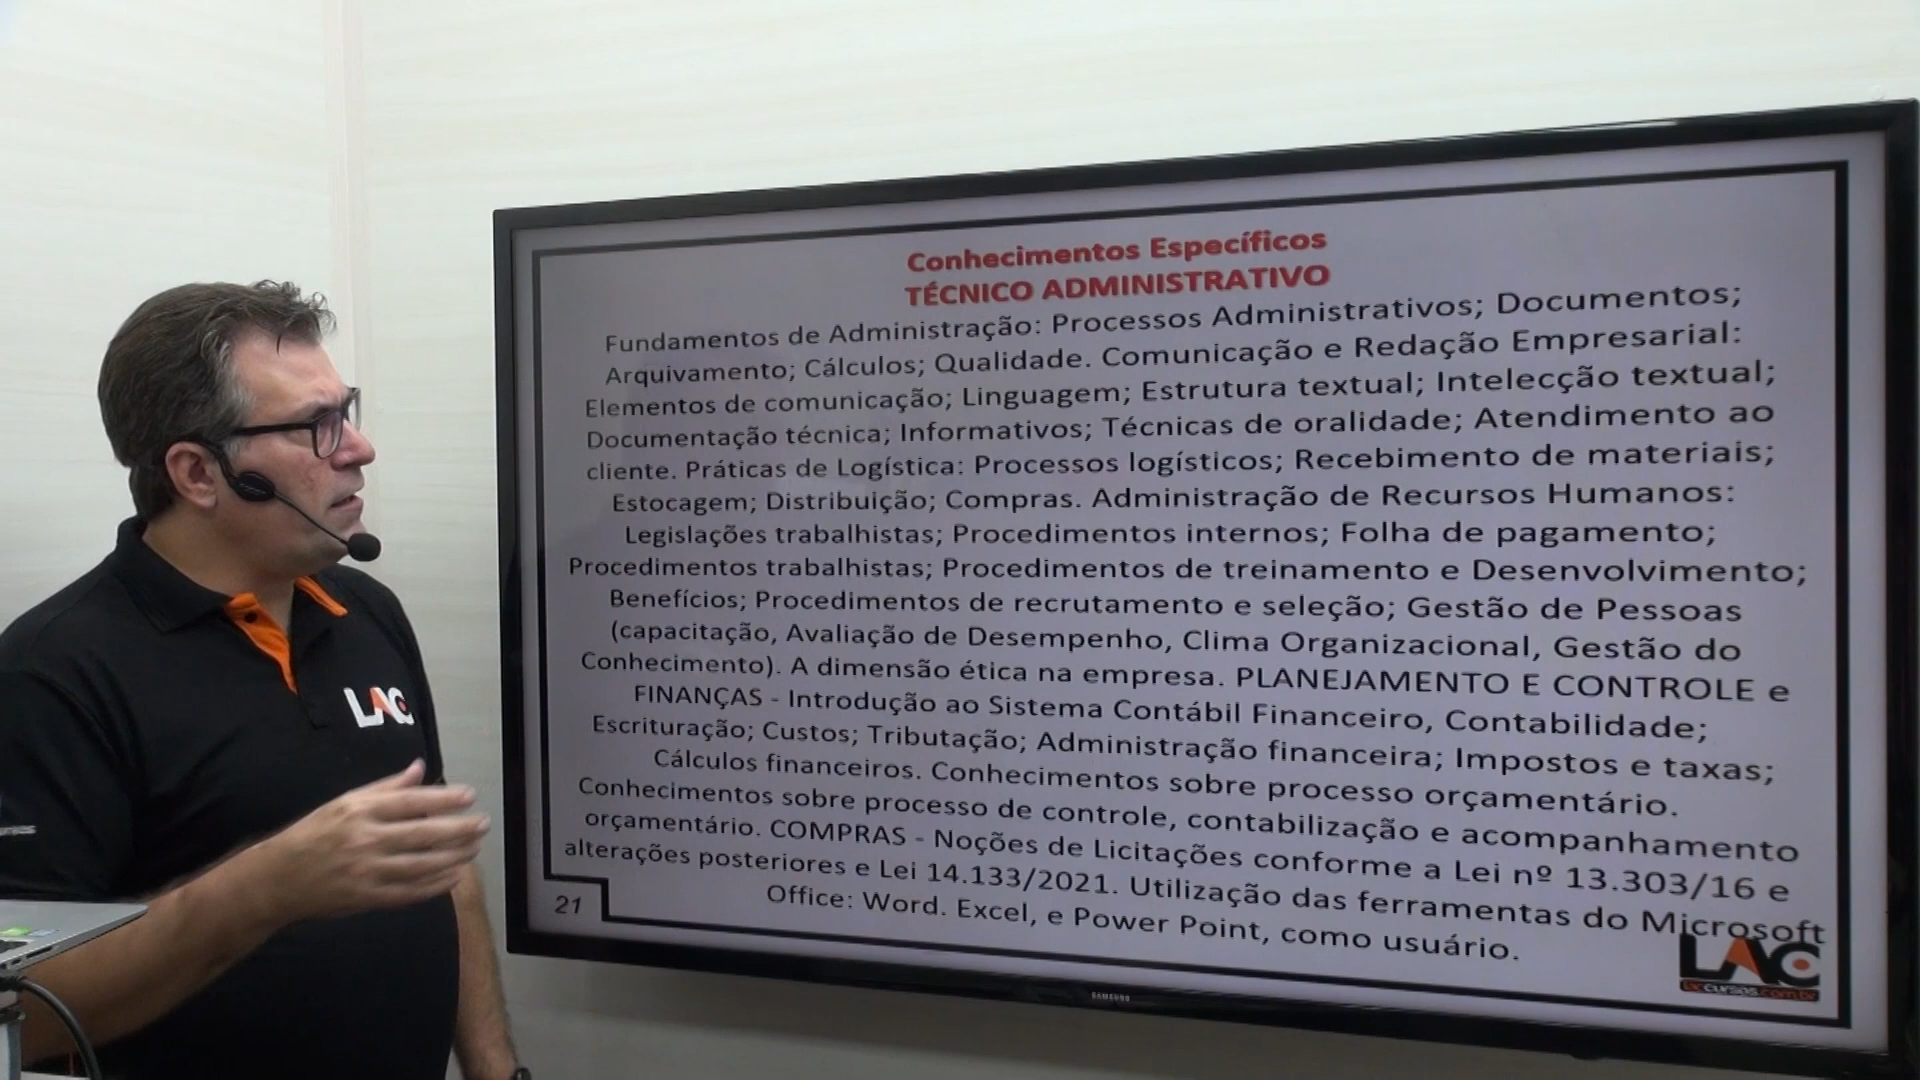 Conhecimentos Específicos
TÉCNICO ADMINISTRATIVO
Fundamentos de Administração: Processos Administrativos; Documentos;
Arquivamento; Cálculos; Qualidade. Comunicação e Redação Empresarial:
Elementos de comunicação; Linguagem; Estrutura textual; Intelecção textual;
Documentação técnica; Informativos; Técnicas de oralidade; Atendimento ao
cliente. Práticas de Logística: Processos logísticos; Recebimento de materiais;
Estocagem; Distribuição; Compras. Administração de Recursos Humanos:
Legislações trabalhistas; Procedimentos internos; Folha de pagamento;
Procedimentos trabalhistas; Procedimentos de treinamento e Desenvolvimento;
Benefícios; Procedimentos de recrutamento e seleção; Gestão de Pessoas
(capacitação, Avaliação de Desempenho, Clima Organizacional, Gestão do
Conhecimento). A dimensão ética na empresa. PLANEJAMENTO E CONTROLE e
FINANÇAS - Introdução ao Sistema Contábil Financeiro, Contabilidade;
Escrituração; Custos; Tributação; Administração financeira; Impostos e taxas;
Cálculos financeiros. Conhecimentos sobre processo orçamentário.
Conhecimentos sobre processo de controle, contabilização e acompanhamento
orçamentário. COMPRAS - Noções de Licitações conforme a Lei nº 13.303/16 e
alterações posteriores e Lei 14.133/2021. Utilização das ferramentas do Microsoft
Office: Word. Excel, e Power Point, como usuário.
21
LAC
laccursos.com.br
SAMSUNG
LAC